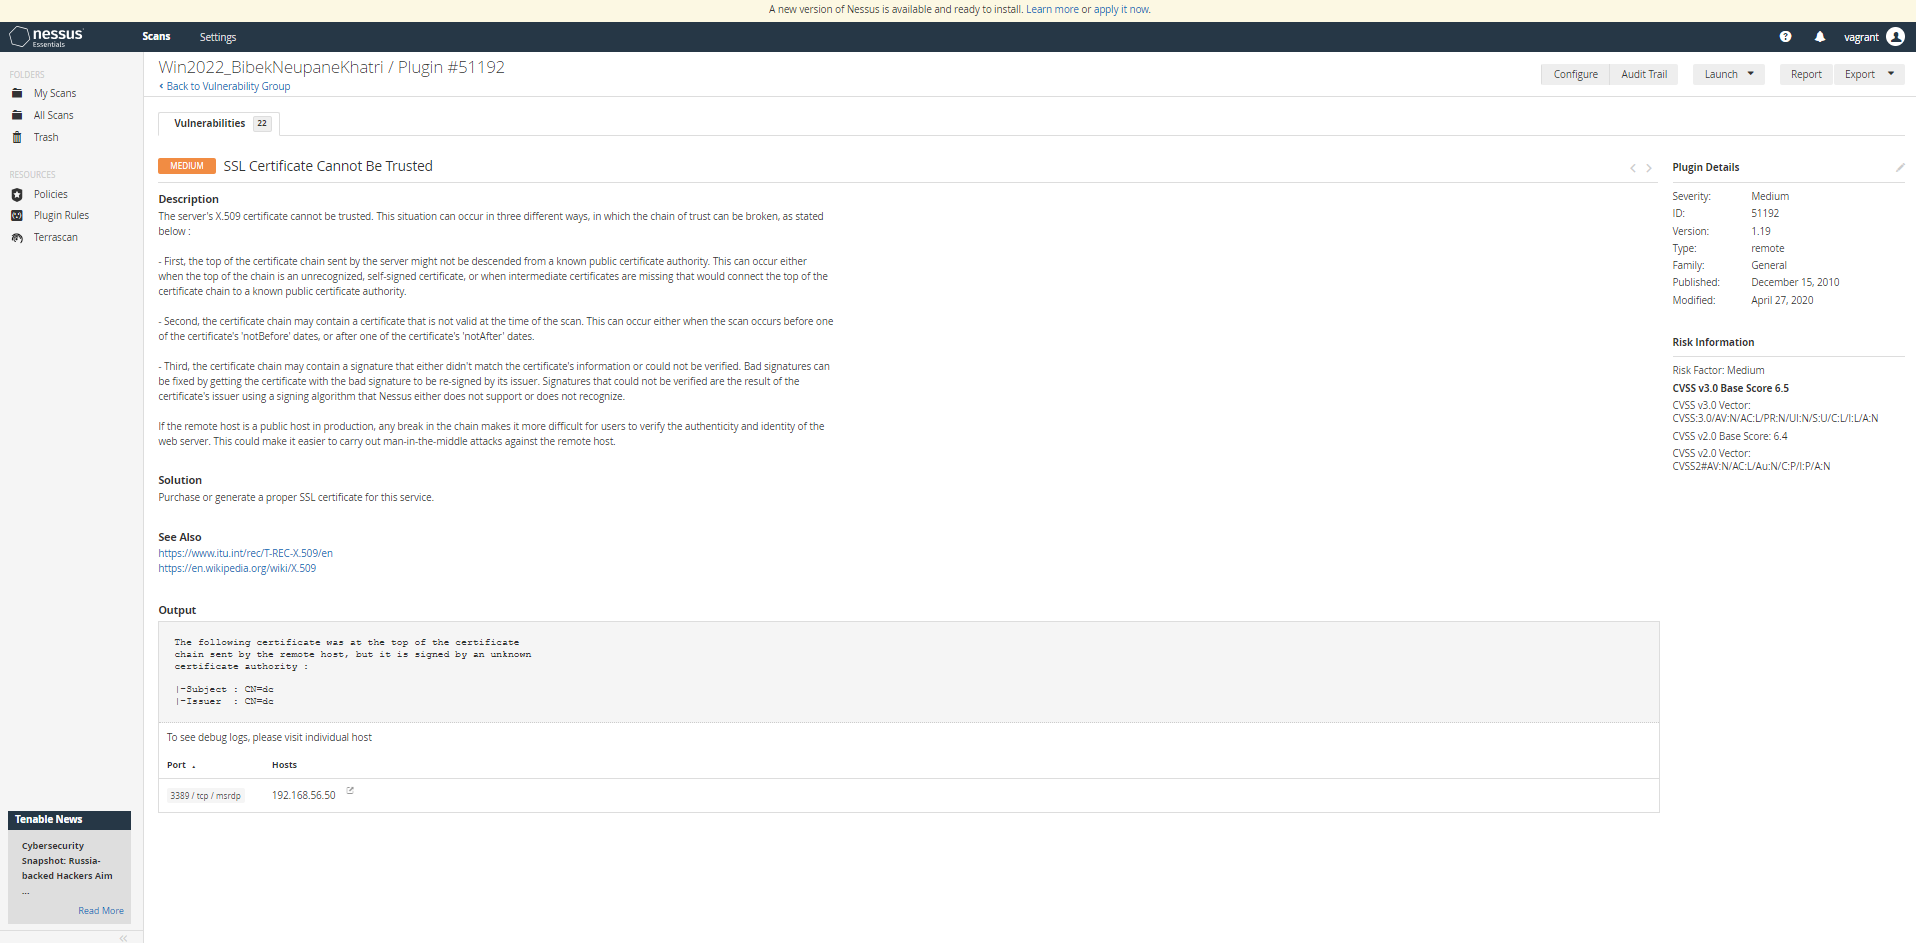 A new version of Nessus is available and ready to install. Learn more or apply it now.
nessus
Essentials
Scans
Settings
vagrant
FOLDERS
My Scans
All Scans
Trash
RESOURCES
Policies
Plugin Rules
Terrascan
Win2022_BibekNeupaneKhatri / Plugin #51192
‹ Back to Vulnerability Group
Configure
Audit Trail
Launch
Report
Export
Vulnerabilities 22
MEDIUM SSL Certificate Cannot Be Trusted
Description
The server's X.509 certificate cannot be trusted. This situation can occur in three different ways, in which the chain of trust can be broken, as stated
below :
- First, the top of the certificate chain sent by the server might not be descended from a known public certificate authority. This can occur either
when the top of the chain is an unrecognized, self-signed certificate, or when intermediate certificates are missing that would connect the top of the
certificate chain to a known public certificate authority.
- Second, the certificate chain may contain a certificate that is not valid at the time of the scan. This can occur either when the scan occurs before one
of the certificate's 'notBefore' dates, or after one of the certificate's 'notAfter' dates.
- Third, the certificate chain may contain a signature that either didn't match the certificate's information or could not be verified. Bad signatures can
be fixed by getting the certificate with the bad signature to be re-signed by its issuer. Signatures that could not be verified are the result of the
certificate's issuer using a signing algorithm that Nessus either does not support or does not recognize.
If the remote host is a public host in production, any break in the chain makes it more difficult for users to verify the authenticity and identity of the
web server. This could make it easier to carry out man-in-the-middle attacks against the remote host.
Solution
Purchase or generate a proper SSL certificate for this service.
See Also
https://www.itu.int/rec/T-REC-X.509/en
https://en.wikipedia.org/wiki/X.509
Output
The following certificate was at the top of the certificate
chain sent by the remote host, but it is signed by an unknown
certificate authority :
|-Subject : CN=dc
|-Issuer  : CN=dc
To see debug logs, please visit individual host
Port Hosts
3389 / tcp / msrdp 192.168.56.50
Plugin Details
Severity: Medium
ID: 51192
Version: 1.19
Type: remote
Family: General
Published: December 15, 2010
Modified: April 27, 2020
Risk Information
Risk Factor: Medium
CVSS v3.0 Base Score 6.5
CVSS v3.0 Vector:
CVSS:3.0/AV:N/AC:L/PR:N/UI:N/S:U/C:L/I:L/A:N
CVSS v2.0 Base Score: 6.4
CVSS v2.0 Vector:
CVSS2#AV:N/AC:L/Au:N/C:P/I:P/A:N
Tenable News
Cybersecurity
Snapshot: Russia-
backed Hackers Aim
...
Read More